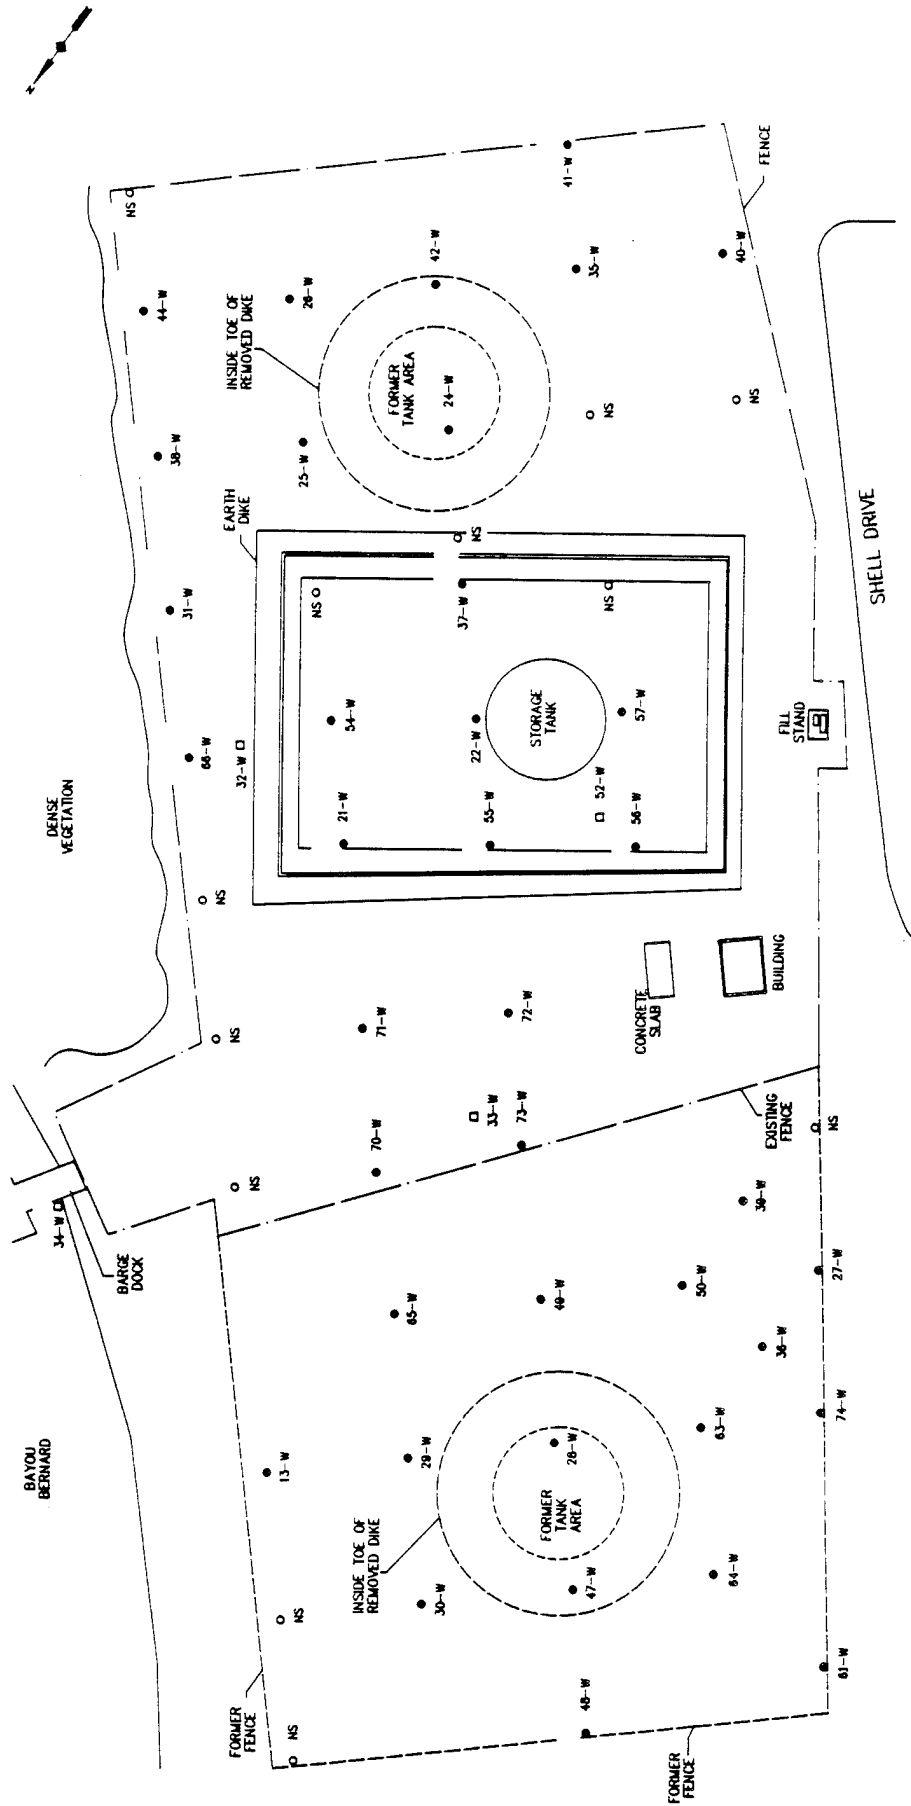 N
NS
41-W
FENCE
44-W
26-W
42-W
35-W
40-W
INSIDE TOE OF
REMOVED DIKE
FORMER
TANK AREA
24-W
NS
NS
38-W
25-W
EARTH
DIKE
NS
SHELL DRIVE
31-W
NS
37-W
NS
54-W
22-W
STORAGE
TANK
57-W
FILL
STAND
66-W
32-W
DENSE
VEGETATION
21-W
55-W
52-W
56-W
NS
BUILDING
CONCRETE
SLAB
NS
71-W
72-W
33-W
70-W
73-W
EXISTING
FENCE
NS
NS
34-W
BARGE
DOCK
39-W
27-W
65-W
49-W
50-W
36-W
74-W
BAYOU
BERNARD
13-W
29-W
28-W
63-W
FORMER
TANK
AREA
INSIDE TOE OF
REMOVED DIKE
30-W
47-W
64-W
NS
61-W
FORMER
FENCE
NS
48-W
FORMER
FENCE